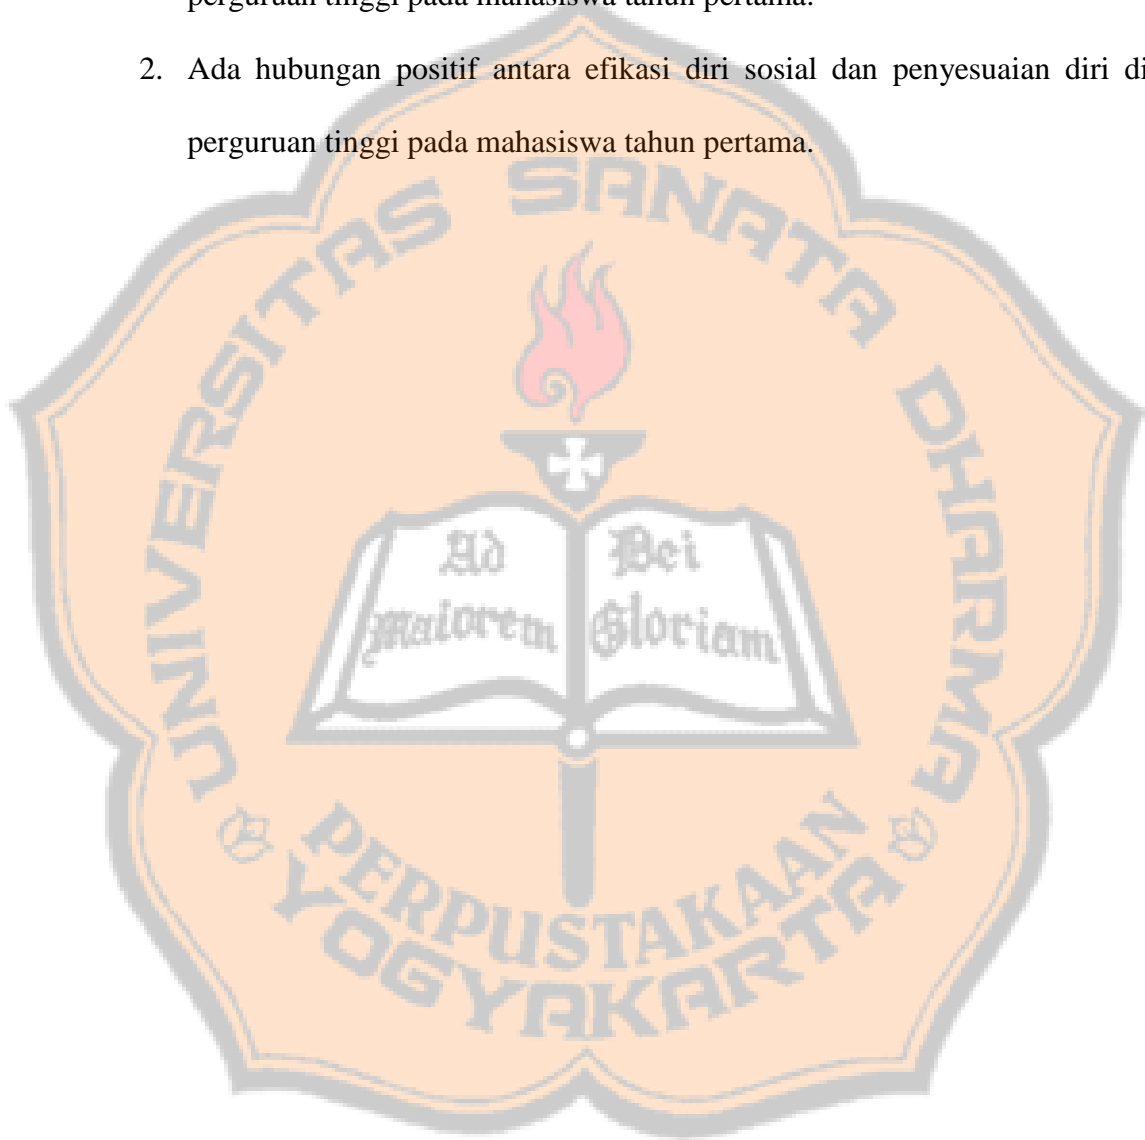 perguruan tinggi pada mahasiswa tahun pertama.
2. Ada hubungan positif antara efikasi diri sosial dan penyesuaian diri di
perguruan tinggi pada mahasiswa tahun pertama.
UNIVERSITAS SANATA DHARMA
Ad Dei
Maiorem Gloriam
PERPUSTAKAAN
YOGYAKARTA